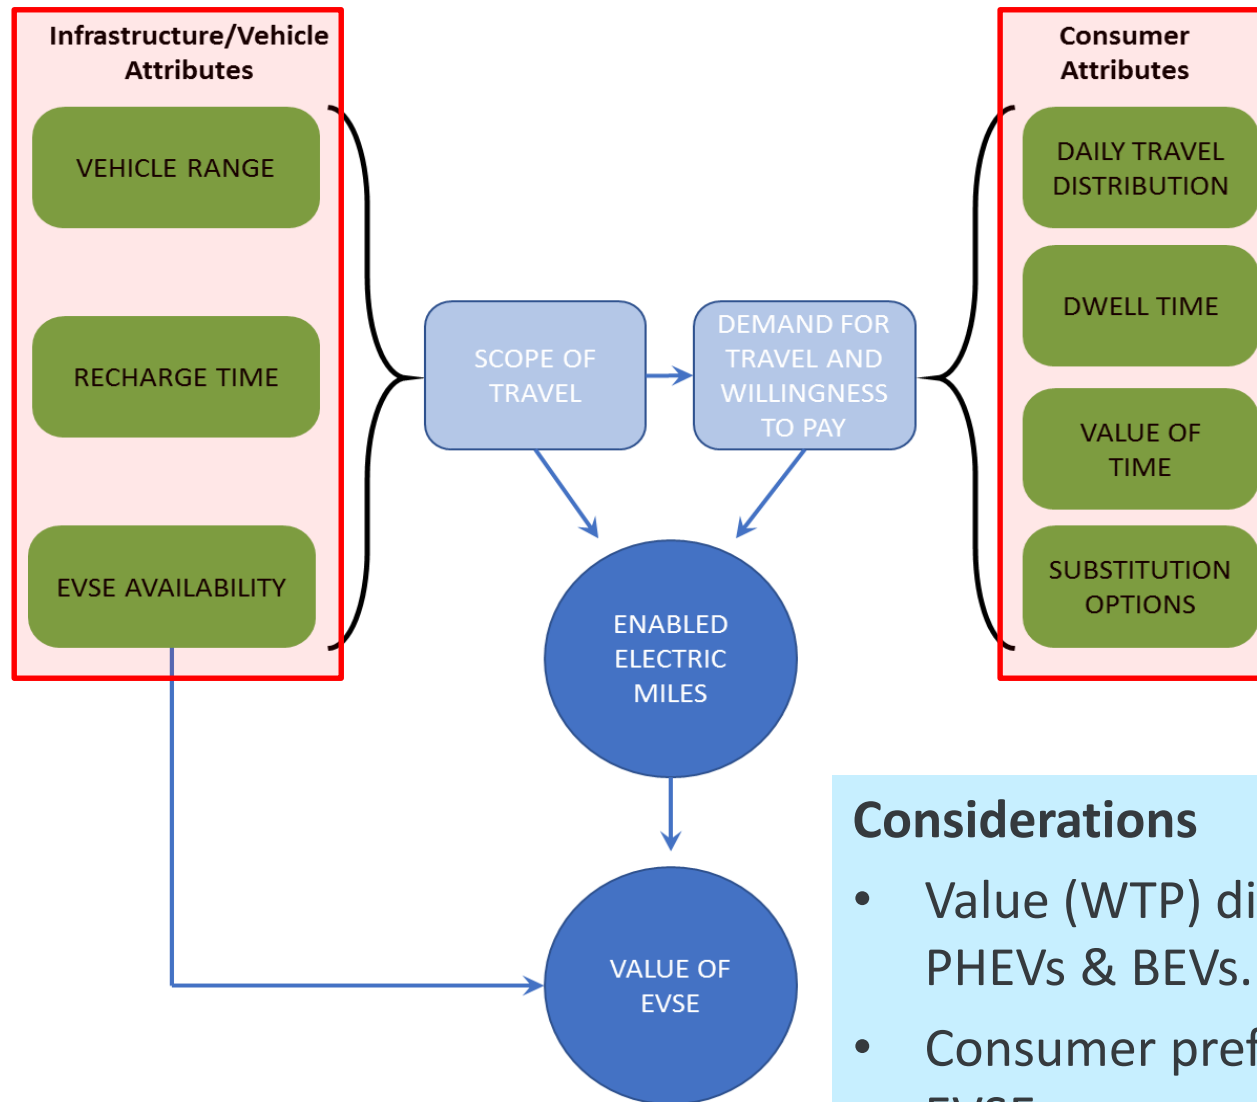 Infrastructure/Vehicle
Attributes
VEHICLE RANGE
RECHARGE TIME
EVSE AVAILABILITY
SCOPE OF
TRAVEL
DEMAND FOR
TRAVEL AND
WILLINGNESS
TO PAY
ENABLED
ELECTRIC
MILES
VALUE OF
EVSE
Consumer
Attributes
DAILY TRAVEL
DISTRIBUTION
DWELL TIME
VALUE OF
TIME
SUBSTITUTION
OPTIONS
Considerations
• Value (WTP)
PHEVs & BEVs.
• Consumer
EVSE